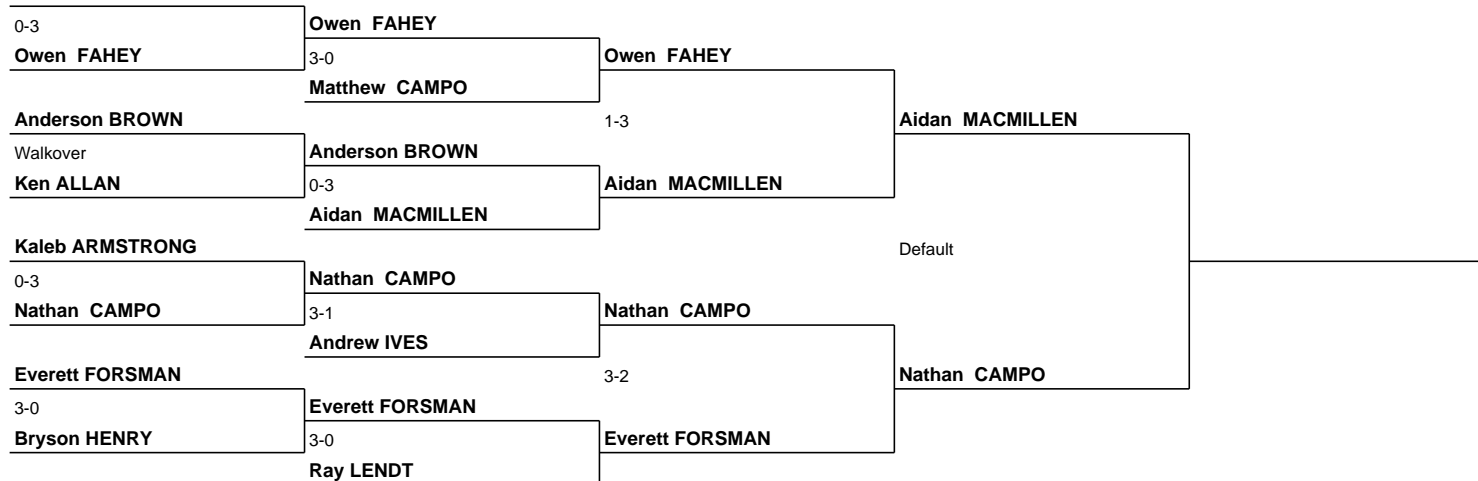 0-3
Owen FAHEY
Anderson BROWN
Walkover
Ken ALLAN
Kaleb ARMSTRONG
0-3
Nathan CAMPO
Everett FORSMAN
3-0
Bryson HENRY
Owen FAHEY
3-0
Matthew CAMPO
Anderson BROWN
0-3
Aidan MACMILLEN
Nathan CAMPO
3-1
Andrew IVES
Everett FORSMAN
3-0
Ray LENDT
Owen FAHEY
1-3
Aidan MACMILLEN
Nathan CAMPO
3-2
Everett FORSMAN
Aidan MACMILLEN
Default
Nathan CAMPO